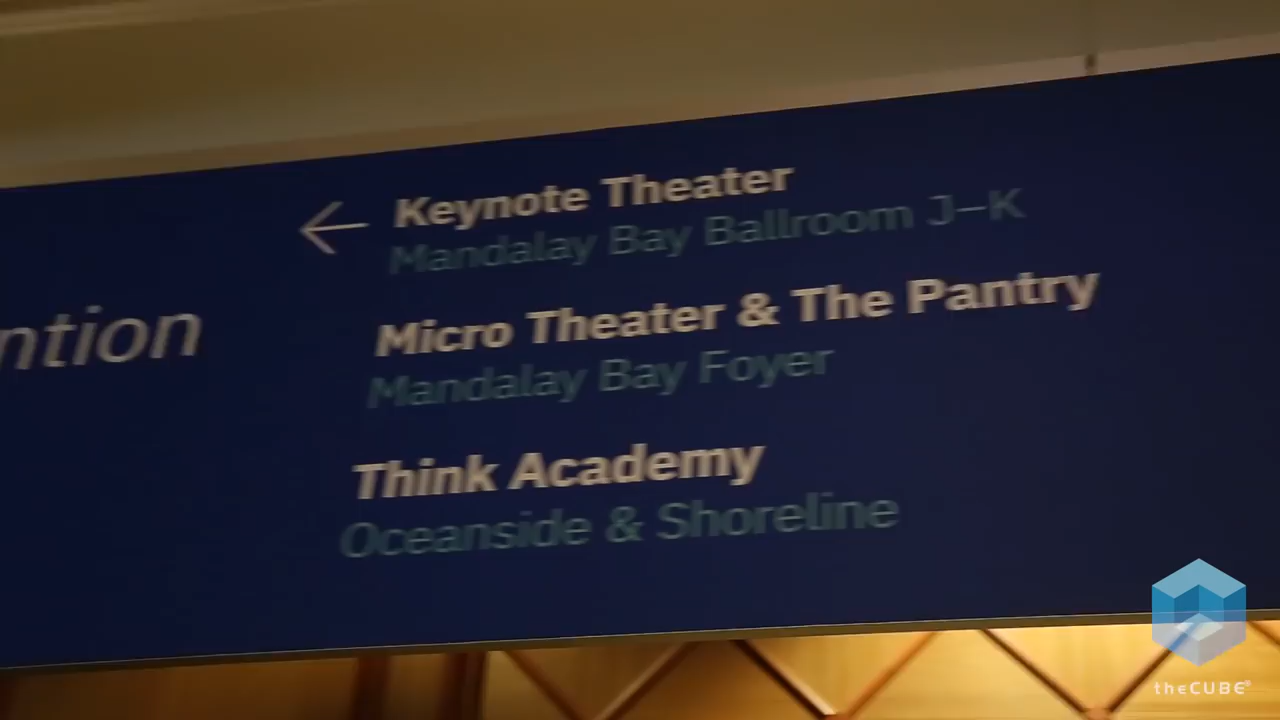 Keynote Theater
Mandalay Bay Ballroom J–K
Micro Theater & The Pantry
Mandalay Bay Foyer
Think Academy
Oceanside & Shoreline
ntion
theCUBE®